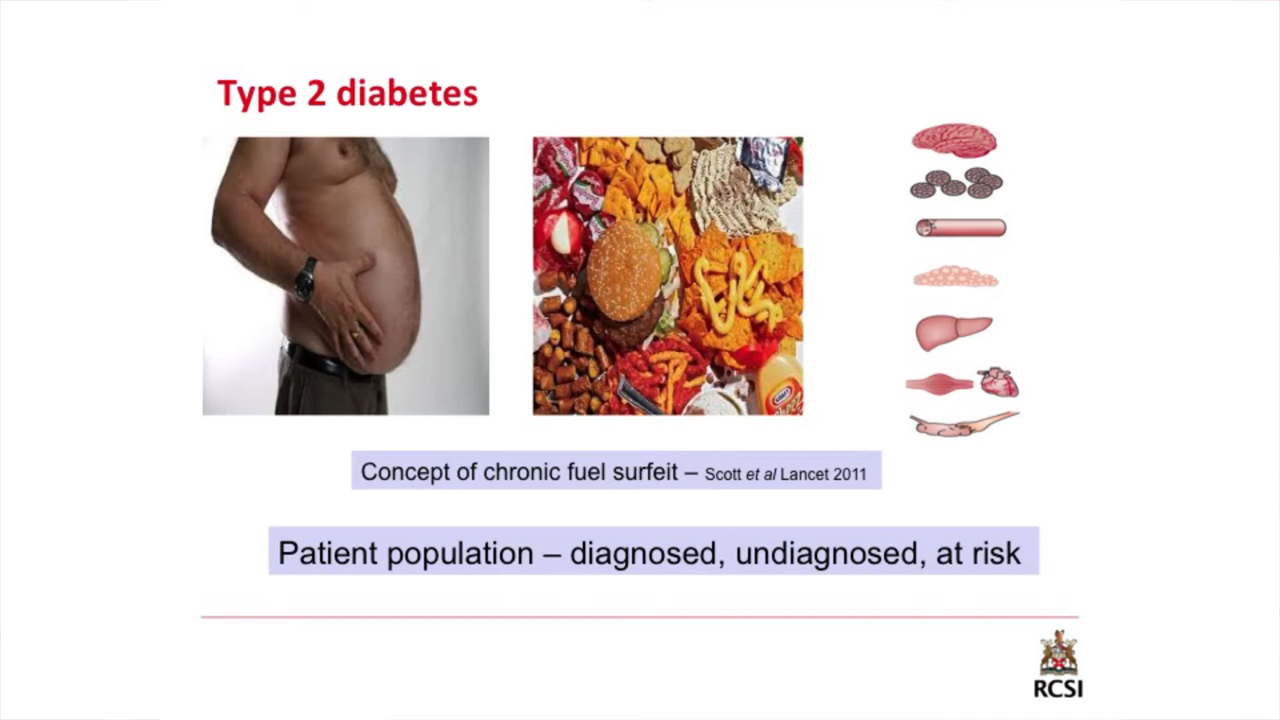 Type 2 diabetes
Concept of chronic fuel surfeit – Scott et al Lancet 2011
Patient population – diagnosed, undiagnosed, at risk
RCSI